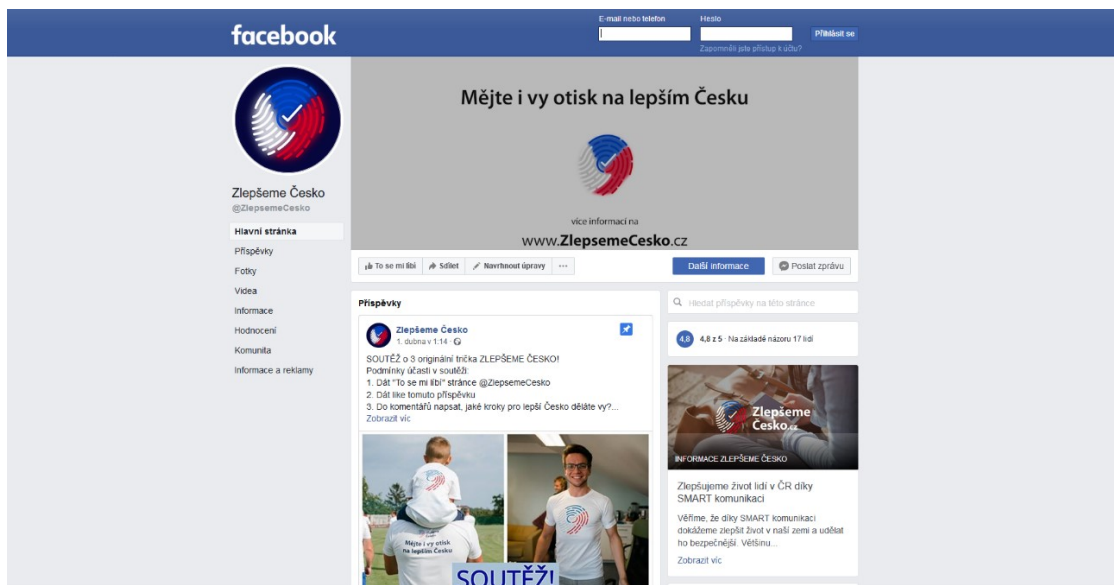 facebook
E-mail nebo telefon
Heslo
Přihlásit se
Zapomněli jste přístup k účtu?
Mějte i vy otisk na lepším Česku
více informací na
www.ZlepsemeCesko.cz
Zlepšeme Česko
@ZlepsemeCesko
Hlavní stránka
Příspěvky
Fotky
Videa
Informace
Hodnocení
Komunita
Informace a reklamy
To se mi líbí
Sdílet
Navrhnout úpravy
Další informace
Poslat zprávu
Příspěvky
Zlepšeme Česko
1. dubna v 1:14 ·
SOUTĚŽ o 3 originální trička ZLEPŠEME ČESKO!
Podmínky účasti v soutěži:
1. Dát "To se mi líbí" stránce @ZlepsemeCesko
2. Dát like tomuto příspěvku
3. Do komentářů napsat, jaké kroky pro lepší Česko děláte vy?...
Zobrazit víc
Mějte i vy otisk
na lepším Česku
SOUTĚŽ!
Hledat příspěvky na této stránce
4,8
4,8 z 5 · Na základě názoru 17 lidí
Zlepšeme
Česko.cz
INFORMACE ZLEPŠEME ČESKO
Zlepšujeme život lidí v ČR díky
SMART komunikaci
Věříme, že díky SMART komunikaci
dokážeme zlepšit život v naší zemi a udělat
ho bezpečnější. Většinu...
Zobrazit víc